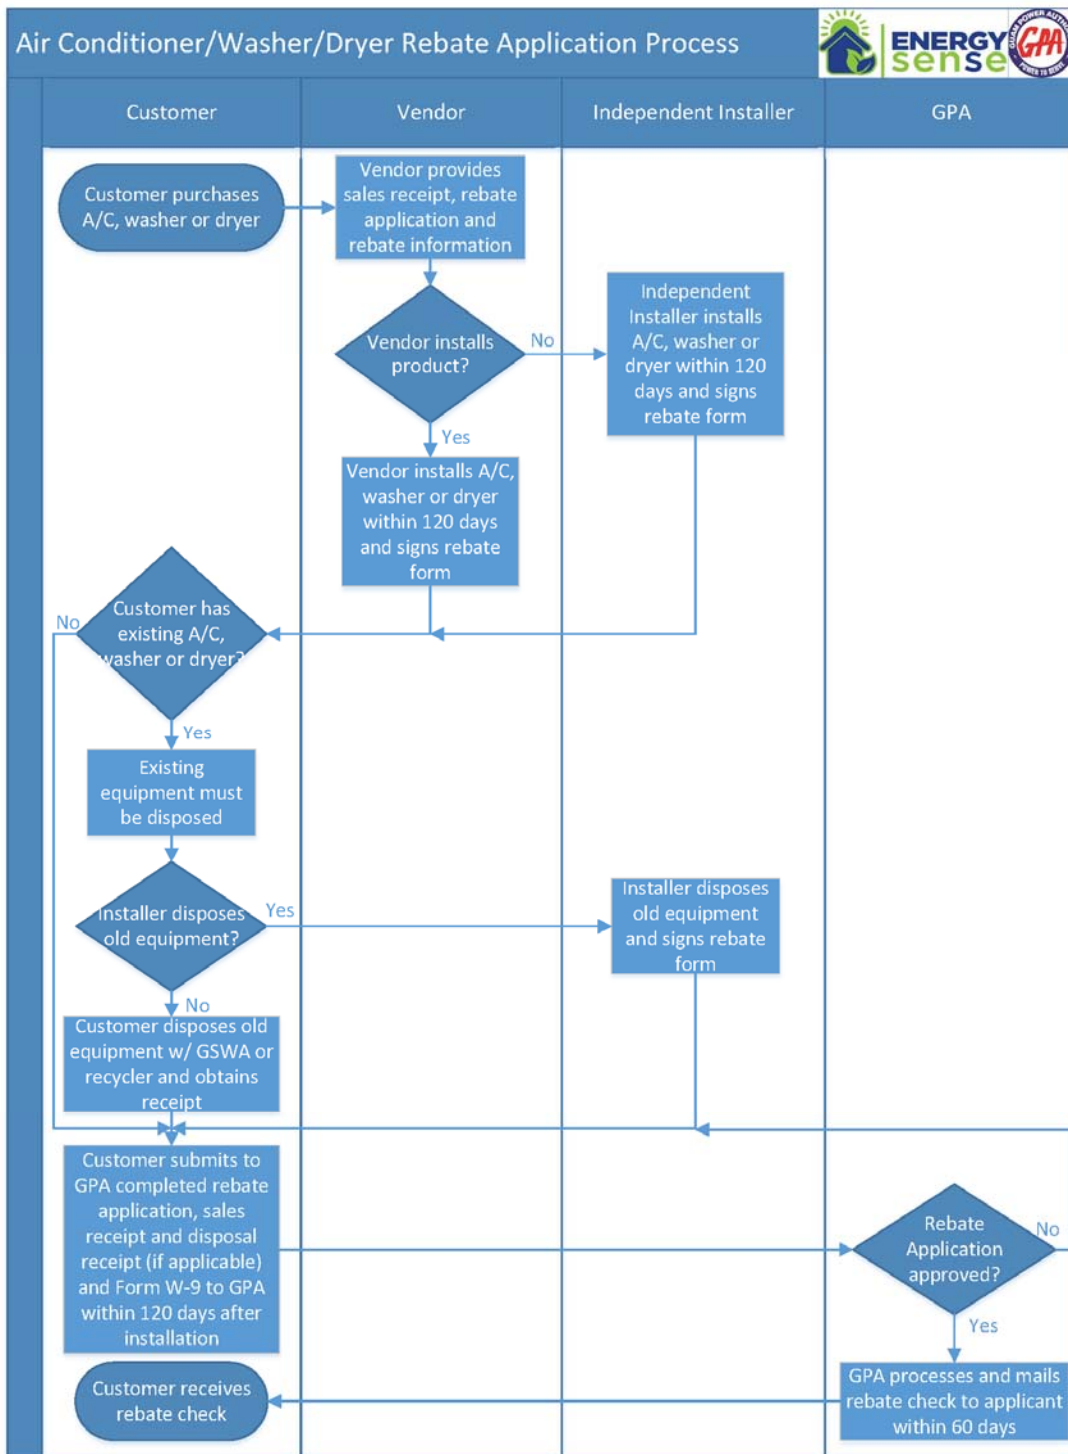 Air Conditioner/Washer/Dryer Rebate Application Process
ENERGY
sense
GUAM POWER AUTHORITY
GPA
POWER TO SERVE
Customer
Vendor
Independent Installer
GPA
Customer purchases
A/C, washer or dryer
Vendor provides
sales receipt, rebate
application and
rebate information
Vendor installs
product?
No
Independent
Installer installs
A/C, washer or
dryer within 120
days and signs
rebate form
Yes
Vendor installs A/C,
washer or dryer
within 120 days
and signs rebate
form
No
Customer has
existing A/C,
washer or dryer?
Yes
Existing
equipment must
be disposed
Installer disposes
old equipment?
Yes
Installer disposes
old equipment
and signs rebate
form
No
Customer disposes old
equipment w/ GSWA or
recycler and obtains
receipt
Customer submits to
GPA completed rebate
application, sales
receipt and disposal
receipt (if applicable)
and Form W-9 to GPA
within 120 days after
installation
Rebate
Application
approved?
No
Yes
GPA processes and mails
rebate check to applicant
within 60 days
Customer receives
rebate check